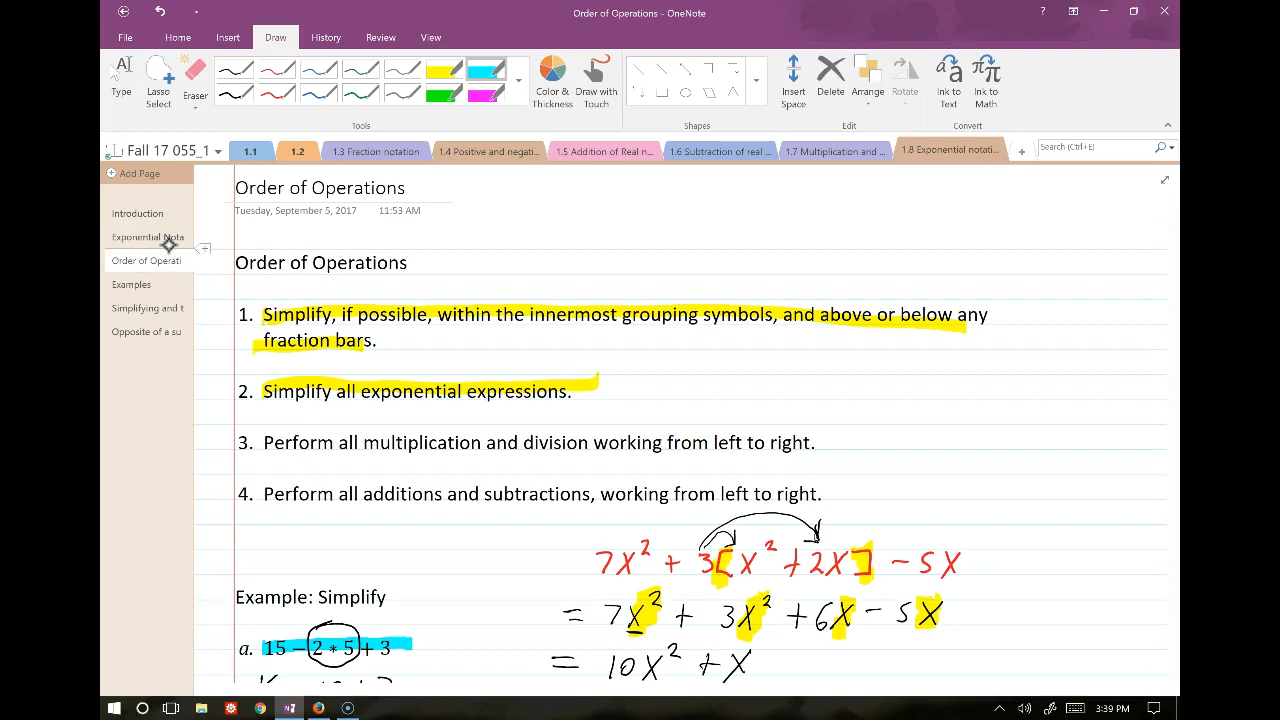 Order of Operations - OneNote
?
File Home Insert Draw History Review View
Type
Lasso Select
Eraser
Color & Thickness
Draw with Touch
Insert Space
Delete
Arrange
Rotate
Ink to Text
Ink to Math
Tools
Shapes
Edit
Convert
Fall 17 055_1
1.1
1.2
1.3 Fraction notation
1.4 Positive and negati...
1.5 Addition of Real n...
1.6 Subtraction of real ...
1.7 Multiplication and ...
1.8 Exponential notati...
Search (Ctrl+E)
Add Page
Introduction
Exponential Nota
Order of Operati
Examples
Simplifying and t
Opposite of a su
Order of Operations
Tuesday, September 5, 2017 11:53 AM
Order of Operations
1. Simplify, if possible, within the innermost grouping symbols, and above or below any
fraction bars.
2. Simplify all exponential expressions.
3. Perform all multiplication and division working from left to right.
4. Perform all additions and subtractions, working from left to right.
7x² + 3[x² + 2x] - 5x
= 7x² + 3x² + 6x - 5x
= 10x² + x
Example: Simplify
a. 15 − 2 ∗ 5 + 3
3:39 PM